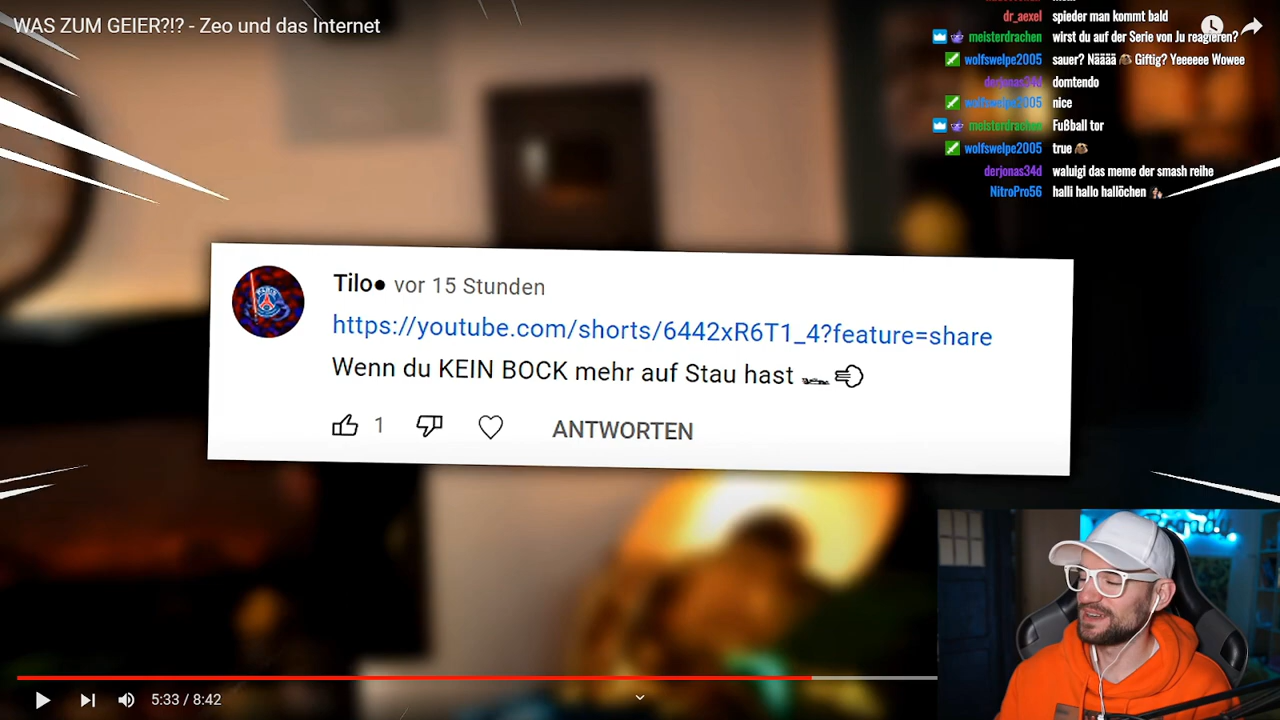 WAS ZUM GEIER?!? - Zeo und das Internet
dr_aexel spieder man kommt bald
meisterdrachen wirst du auf der Serie von Ju reagieren?
wolfswelpe2005 sauer? Näää Giftig? Yeeeeee Wowee
derjonas34d domtendo
wolfswelpe2005 nice
meisterdrachen Fußball tor
wolfswelpe2005 true
derjonas34d waluigi das meme der smash reihe
NitroPro56 halli hallo hallöchen
Tilo● vor 15 Stunden
https://youtube.com/shorts/6442xR6T1_4?feature=share
Wenn du KEIN BOCK mehr auf Stau hast
1 ANTWORTEN
5:33 / 8:42